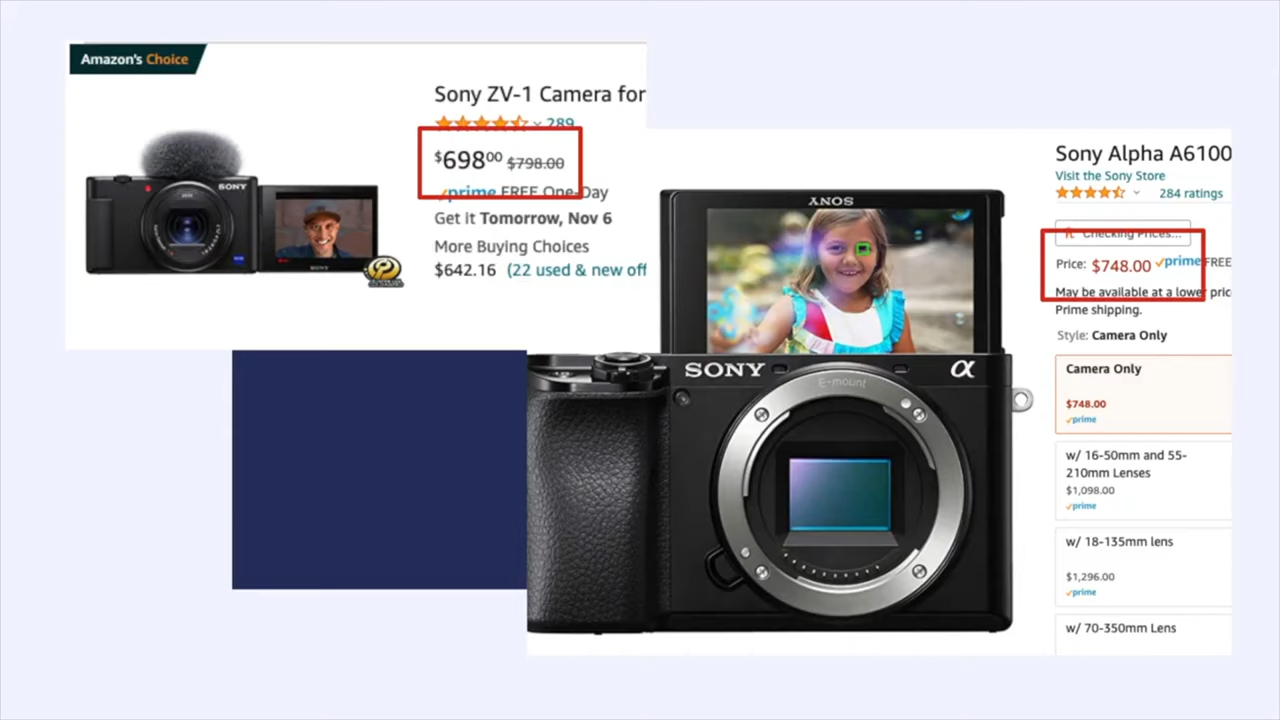 Amazon's Choice
Sony ZV-1 Camera for
289
$698⁰⁰ $798.00
prime FREE One-Day
Get it Tomorrow, Nov 6
More Buying Choices
$642.16 (22 used & new off
SONY
SONY
Sony Alpha A6100
Visit the Sony Store
284 ratings
Checking Prices...
Price: $748.00 prime FREE
May be available at a lower pric
Prime shipping.
Style: Camera Only
Camera Only
$748.00
prime
w/ 16-50mm and 55-
210mm Lenses
$1,098.00
prime
w/ 18-135mm lens
$1,296.00
prime
w/ 70-350mm Lens
SONY
SONY α
E-mount